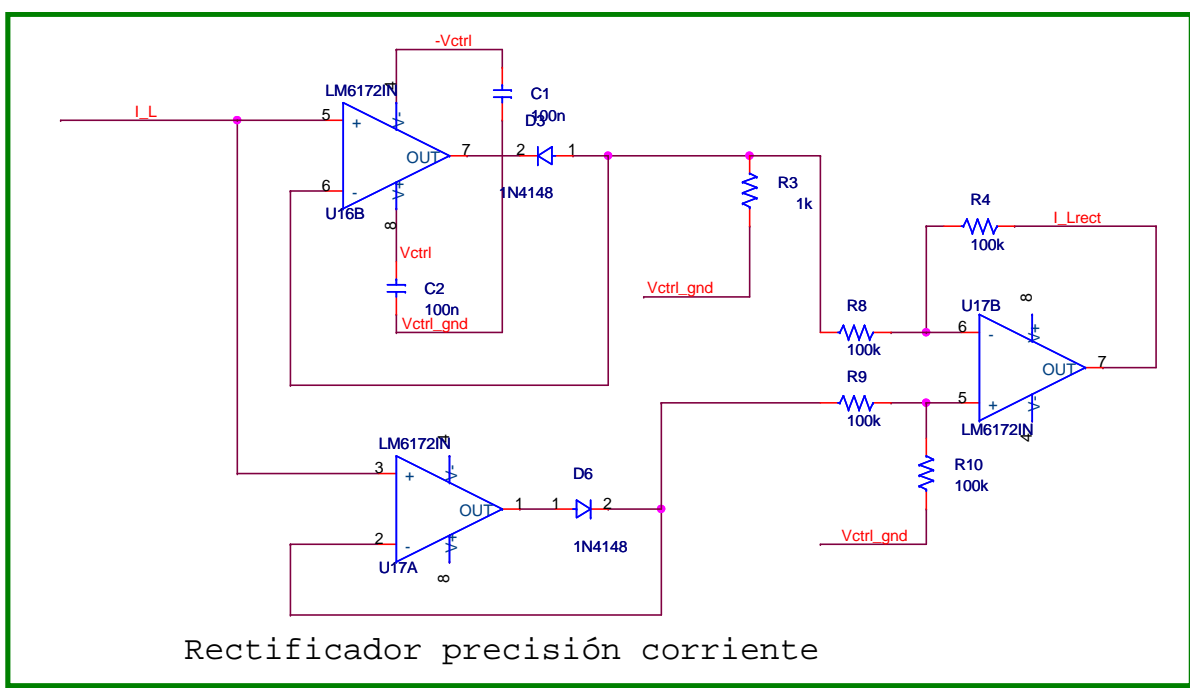 -Vctrl
4
LM6172IN
C1
100n
I_L
5
+
V-
D3
OUT
7
2
1
6
-
V+
1N4148
U16B
8
R3
1k
R4
100k
I_Lrect
Vctrl
C2
100n
Vctrl_gnd
Vctrl_gnd
R8
100k
U17B
8
6
-
V+
OUT
7
R9
100k
5
+
V-
LM6172IN
4
LM6172IN
4
3
+
V-
D6
R10
100k
OUT
1
1
2
2
-
V+
1N4148
U17A
8
Vctrl_gnd
Rectificador precisión corriente